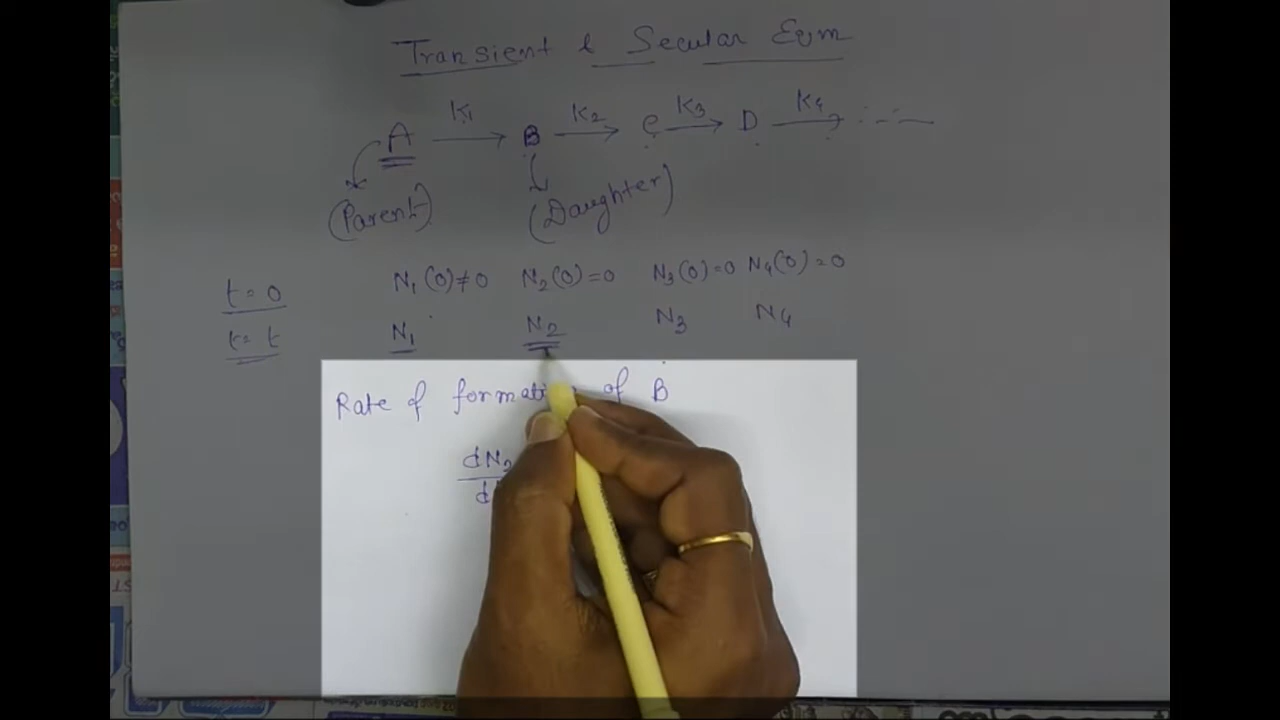 Transient & Secular Eqm
A K1 B K2 C K3 D K4
(Parent) (Daughter)
t=0 N1(0)≠0 N2(0)=0 N3(0)=0 N4(0)=0
t=t N1 N2 N3 N4
Rate of formation of B
dN2